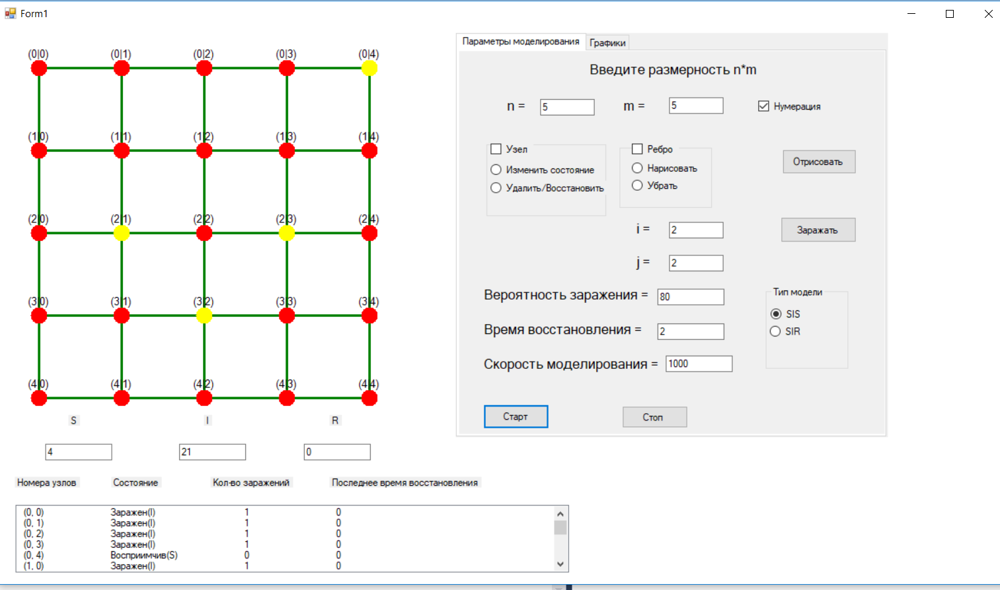 Form1
(0|0) (0|1) (0|2) (0|3) (0|4)
(1|0) (1|1) (1|2) (1|3) (1|4)
(2|0) (2|1) (2|2) (2|3) (2|4)
(3|0) (3|1) (3|2) (3|3) (3|4)
(4|0) (4|1) (4|2) (4|3) (4|4)
S I R
4 21 0
Номера узлов Состояние Кол-во заражений Последнее время восстановления
(0, 0) Заражен(I) 1 0
(0, 1) Заражен(I) 1 0
(0, 2) Заражен(I) 1 0
(0, 3) Заражен(I) 1 0
(0, 4) Восприимчив(S) 0 0
(1, 0) Заражен(I) 1 0
Параметры моделирования Графики
Введите размерность n*m
n = 5 m = 5 Нумерация
Узел Ребро
Изменить состояние Нарисовать Отрисовать
Удалить/Восстановить Убрать
i = 2 Заражать
j = 2
Вероятность заражения = 80 Тип модели
SIS
Время восстановления = 2 SIR
Скорость моделирования = 1000
Старт Стоп